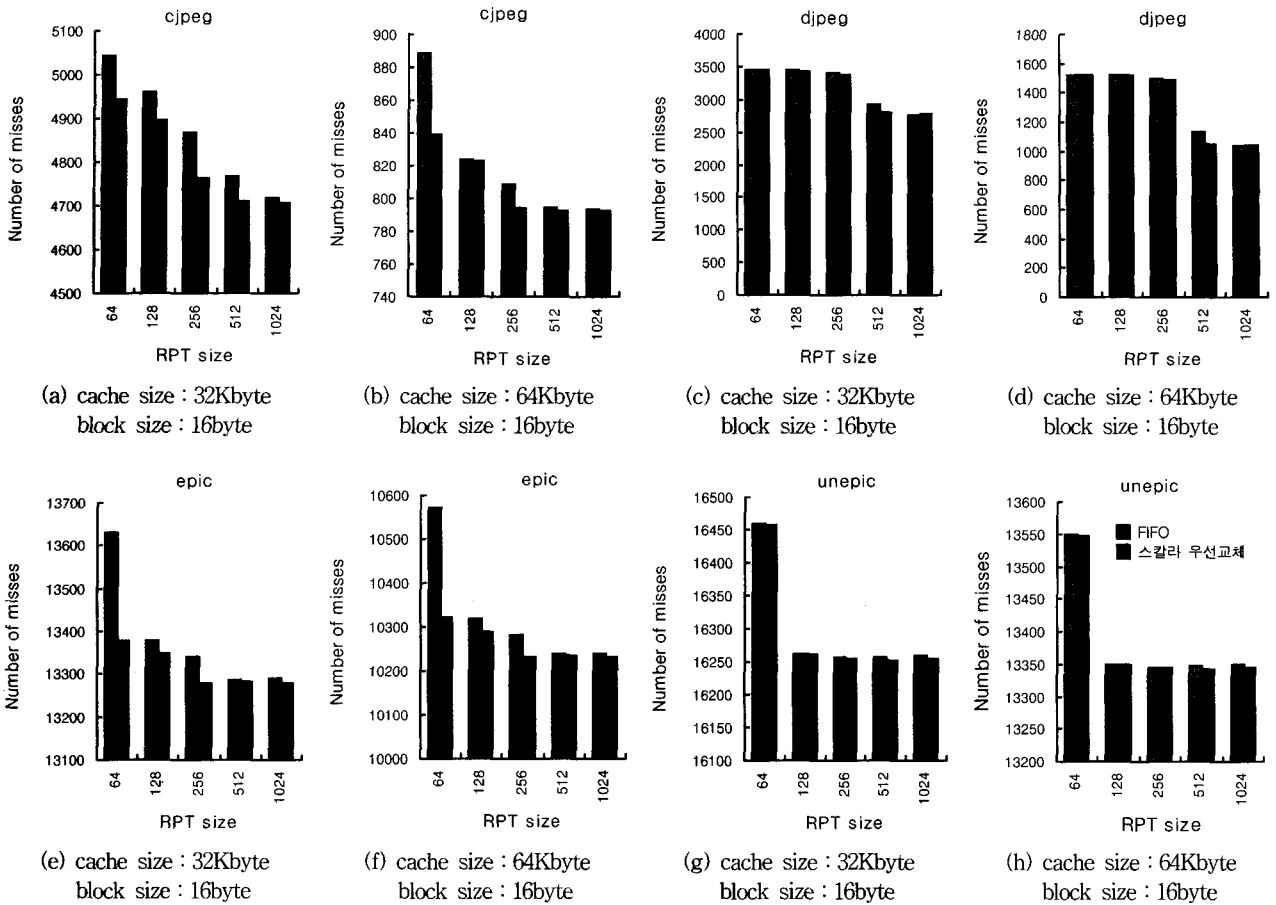 cjpeg
Number of misses
5100
5000
4900
4800
4700
4600
4500
64
128
256
512
1024
RPT size
(a) cache size : 32Kbyte
block size : 16byte
cjpeg
Number of misses
900
880
860
840
820
800
780
760
740
64
128
256
512
1024
RPT size
(b) cache size : 64Kbyte
block size : 16byte
djpeg
Number of misses
4000
3500
3000
2500
2000
1500
1000
500
0
64
128
256
512
1024
RPT size
(c) cache size : 32Kbyte
block size : 16byte
djpeg
Number of misses
1800
1600
1400
1200
1000
800
600
400
200
0
64
128
256
512
1024
RPT size
(d) cache size : 64Kbyte
block size : 16byte
epic
Number of misses
13700
13600
13500
13400
13300
13200
13100
64
128
256
512
1024
RPT size
(e) cache size : 32Kbyte
block size : 16byte
epic
Number of misses
10600
10500
10400
10300
10200
10100
10000
64
128
256
512
1024
RPT size
(f) cache size : 64Kbyte
block size : 16byte
unepic
Number of misses
16500
16450
16400
16350
16300
16250
16200
16150
16100
64
128
256
512
1024
RPT size
(g) cache size : 32Kbyte
block size : 16byte
unepic
Number of misses
13600
13550
13500
13450
13400
13350
13300
13250
13200
FIFO
스칼라 우선교체
64
128
256
512
1024
RPT size
(h) cache size : 64Kbyte
block size : 16byte